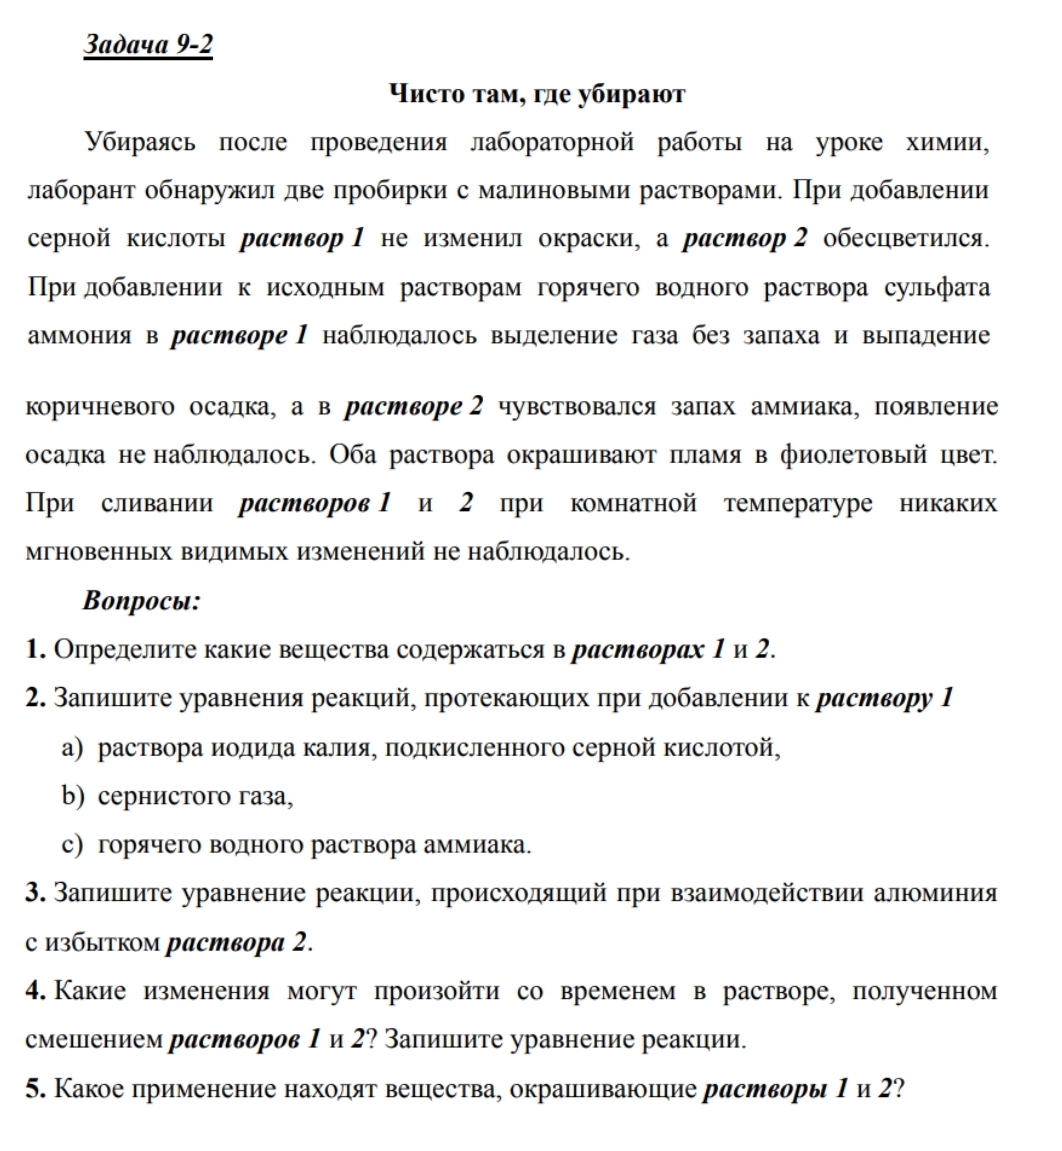 Задача 9-2
Чисто там, где убирают
Убираясь после проведения лабораторной работы на уроке химии,
лаборант обнаружил две пробирки с малиновыми растворами. При добавлении
серной кислоты раствор 1 не изменил окраски, а раствор 2 обесцветился.
При добавлении к исходным растворам горячего водного раствора сульфата
аммония в растворе 1 наблюдалось выделение газа без запаха и выпадение
коричневого осадка, а в растворе 2 чувствовался запах аммиака, появление
осадка не наблюдалось. Оба раствора окрашивают пламя в фиолетовый цвет.
При сливании растворов 1 и 2 при комнатной температуре никаких
мгновенных видимых изменений не наблюдалось.
Вопросы:
1. Определите какие вещества содержаться в растворах 1 и 2.
2. Запишите уравнения реакций, протекающих при добавлении к раствору 1
a) раствора иодида калия, подкисленного серной кислотой,
b) сернистого газа,
c) горячего водного раствора аммиака.
3. Запишите уравнение реакции, происходящий при взаимодействии алюминия
с избытком раствора 2.
4. Какие изменения могут произойти со временем в растворе, полученном
смешением растворов 1 и 2? Запишите уравнение реакции.
5. Какое применение находят вещества, окрашивающие растворы 1 и 2?